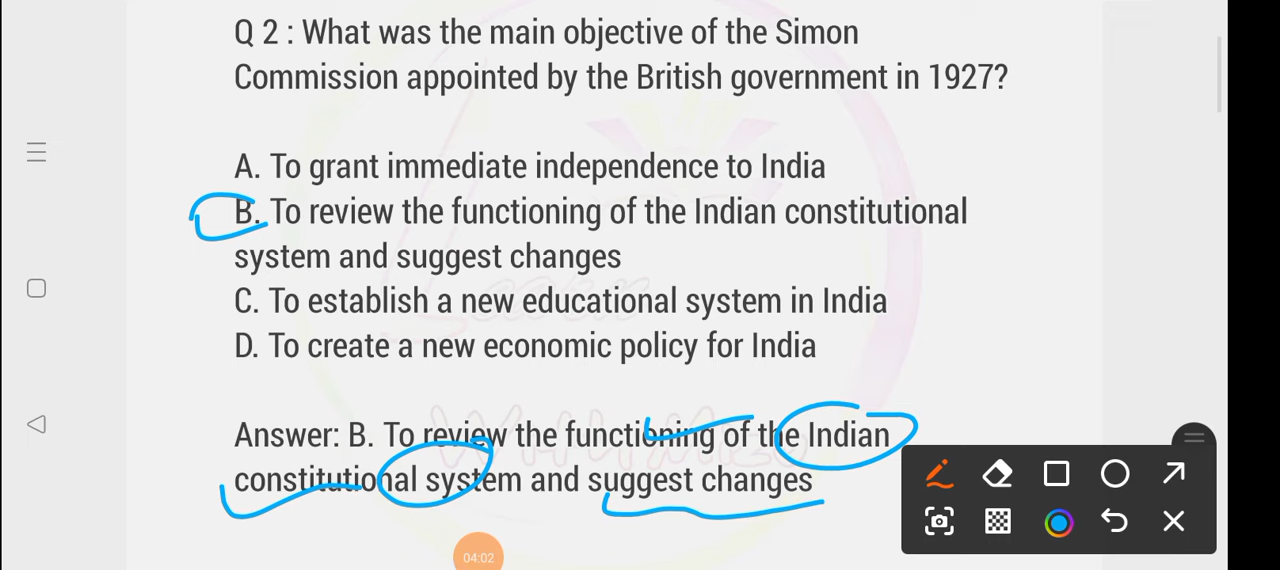 Q 2 : What was the main objective of the Simon
Commission appointed by the British government in 1927?
A. To grant immediate independence to India
B. To review the functioning of the Indian constitutional
system and suggest changes
C. To establish a new educational system in India
D. To create a new economic policy for India
Answer: B. To review the functioning of the Indian
constitutional system and suggest changes
04:02